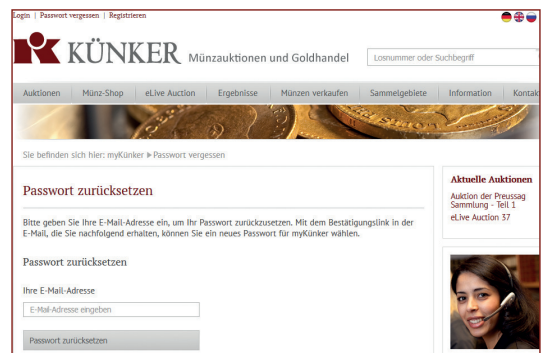 Login | Passwort vergessen | Registrieren
KÜNKER Münzauktionen und Goldhandel
Losnummer oder Suchbegriff
Auktionen Münz-Shop eLive Auction Ergebnisse Münzen verkaufen Sammelgebiete Information Kontak
Sie befinden sich hier: myKünker ▶ Passwort vergessen
Passwort zurücksetzen
Bitte geben Sie Ihre E-Mail-Adresse ein, um Ihr Passwort zurückzusetzen. Mit dem Bestätigungslink in der
E-Mail, die Sie nachfolgend erhalten, können Sie ein neues Passwort für myKünker wählen.
Passwort zurücksetzen
Ihre E-Mail-Adresse
E-Mail-Adresse eingeben
Passwort zurücksetzen
Aktuelle Auktionen
Auktion der Preussag
Sammlung - Teil 1
eLive Auction 37